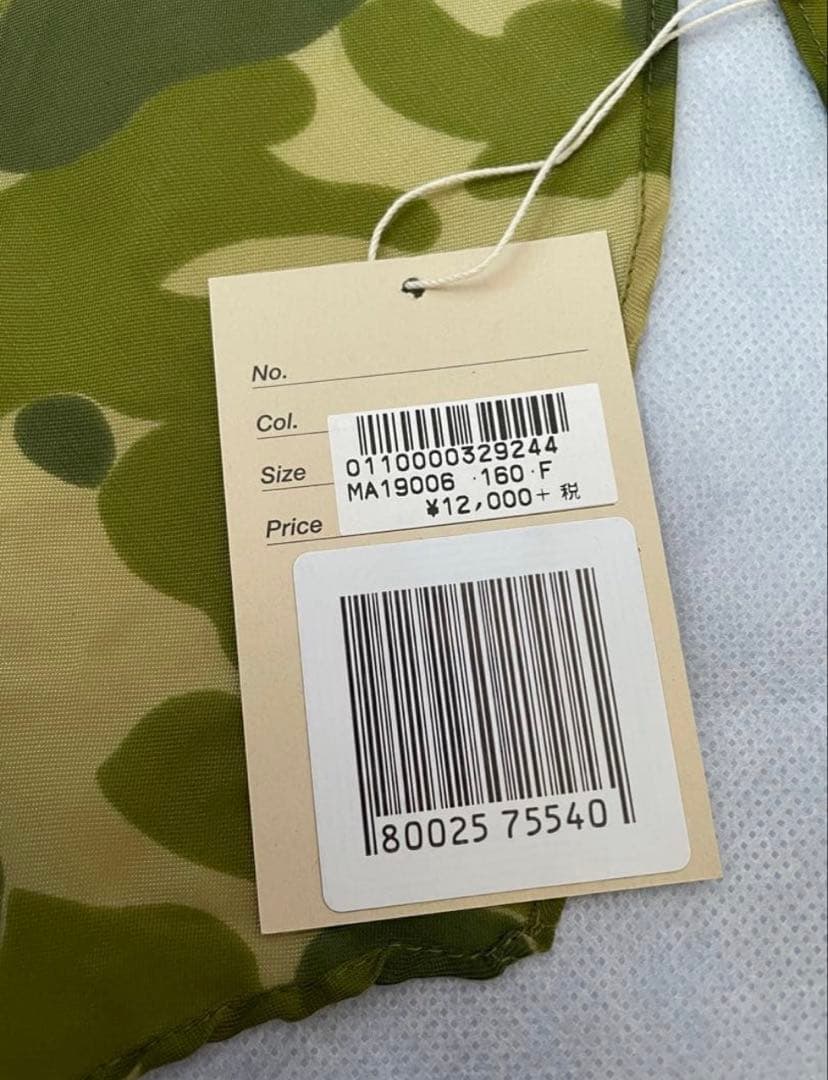 No.
Col.
Size
Price
0110000329244
MA19006 ·160·F
¥12,000+ 税
80025 75540